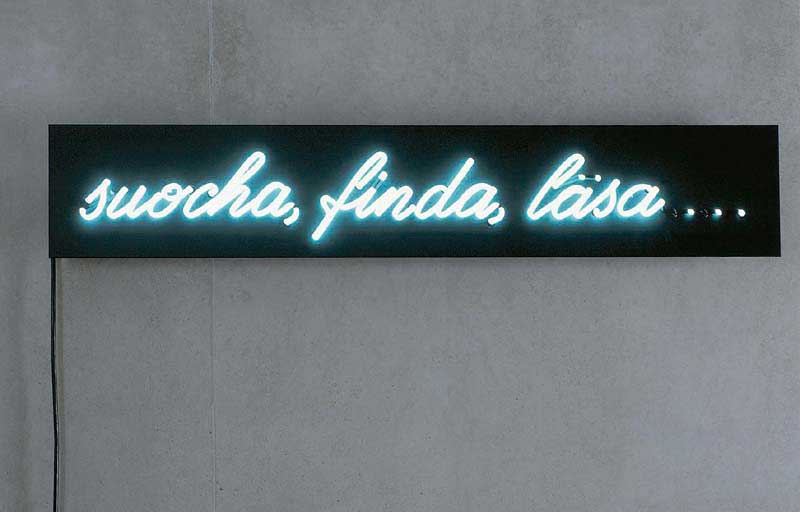 suocha, finda, läsa.....